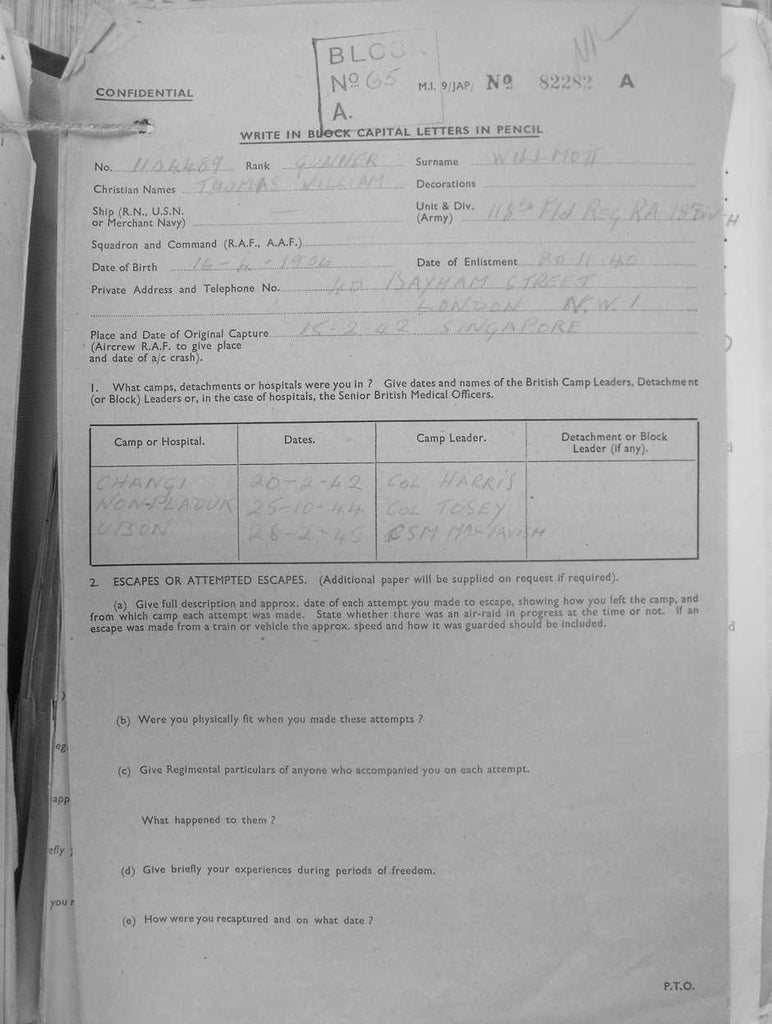 BLOC
Nº 65
A.
M.I. 9/JAP/ Nº 82282 A
CONFIDENTIAL
WRITE IN BLOCK CAPITAL LETTERS IN PENCIL
No. 1104489 Rank GUNNER Surname WILLMOTT
Christian Names THOMAS WILLIAM Decorations
Ship (R.N., U.S.N. or Merchant Navy)
Unit & Div. (Army) 118th Fld Reg RA 18 Div
Squadron and Command (R.A.F., A.A.F.)
Date of Birth 16-4-1906 Date of Enlistment -11-40
Private Address and Telephone No. 40 BAYHAM STREET
LONDON N.W.1
Place and Date of Original Capture 15-2-42 SINGAPORE
(Aircrew R.A.F. to give place
and date of a/c crash).
1. What camps, detachments or hospitals were you in ? Give dates and names of the British Camp Leaders, Detachment
(or Block) Leaders or, in the case of hospitals, the Senior British Medical Officers.
Camp or Hospital. Dates. Camp Leader. Detachment or Block
Leader (if any).
CHANGI 20-2-42 COL HARRIS
NON-PLADUK 25-10-44 COL TOSEY
UBON 28-2-45 CSM MACTAVISH
2. ESCAPES OR ATTEMPTED ESCAPES. (Additional paper will be supplied on request if required).
(a) Give full description and approx. date of each attempt you made to escape, showing how you left the camp, and
from which camp each attempt was made. State whether there was an air-raid in progress at the time or not. If an
escape was made from a train or vehicle the approx. speed and how it was guarded should be included.
(b) Were you physically fit when you made these attempts ?
(c) Give Regimental particulars of anyone who accompanied you on each attempt.
What happened to them ?
(d) Give briefly your experiences during periods of freedom.
(e) How were you recaptured and on what date ?
P.T.O.